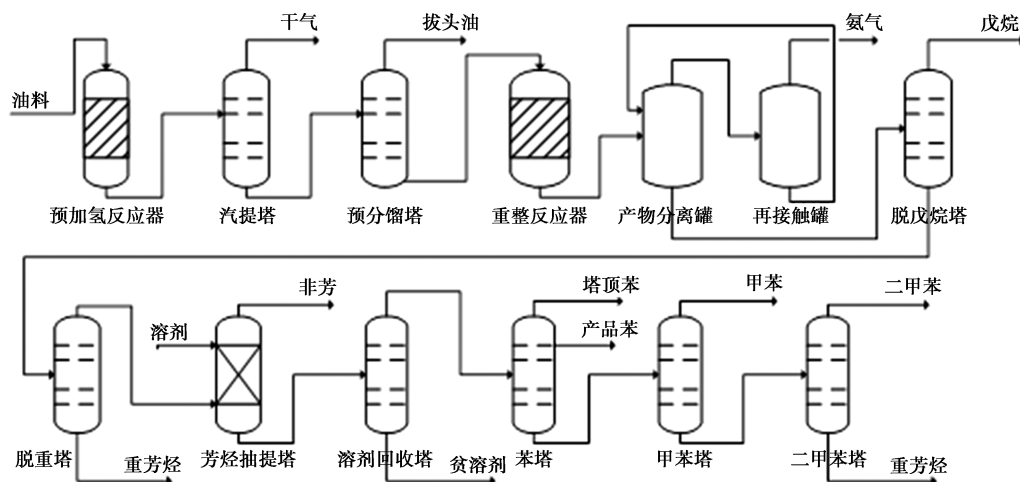 干气
拔头油
氨气
戊烷
油料
预加氢反应器
汽提塔
预分馏塔
重整反应器
产物分离罐
再接触罐
脱戊烷塔
非芳
塔顶苯
甲苯
二甲苯
溶剂
产品苯
脱重塔
重芳烃
芳烃抽提塔
溶剂回收塔
贫溶剂
苯塔
甲苯塔
二甲苯塔
重芳烃